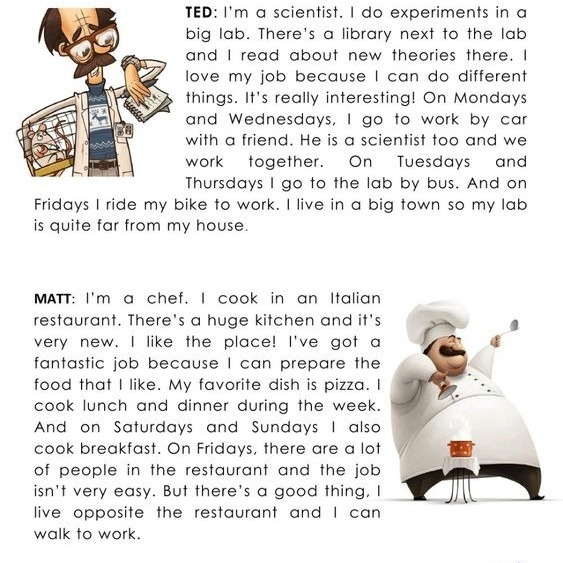 TED: I'm a scientist. I do experiments in a
big lab. There's a library next to the lab
and I read about new theories there. I
love my job because I can do different
things. It's really interesting! On Mondays
and Wednesdays, I go to work by car
with a friend. He is a scientist too and we
work together. On Tuesdays and
Thursdays I go to the lab by bus. And on
Fridays I ride my bike to work. I live in a big town so my lab
is quite far from my house.
MATT: I'm a chef. I cook in an Italian
restaurant. There's a huge kitchen and it's
very new. I like the place! I've got a
fantastic job because I can prepare the
food that I like. My favorite dish is pizza. I
cook lunch and dinner during the week.
And on Saturdays and Sundays I also
cook breakfast. On Fridays, there are a lot
of people in the restaurant and the job
isn't very easy. But there's a good thing, I
live opposite the restaurant and I can
walk to work.